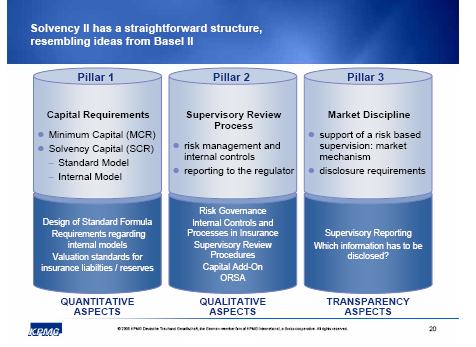 Solvency II has a straightforward structure,
resembling ideas from Basel II
Pillar 1
Capital Requirements
Minimum Capital (MCR)
Solvency Capital (SCR)
– Standard Model
– Internal Model
Design of Standard Formula
Requirements regarding
internal models
Valuation standards for
insurance liabilties / reserves
QUANTITATIVE
ASPECTS
Pillar 2
Supervisory Review
Process
risk management and
internal controls
reporting to the regulator
Risk Governance
Internal Controls and
Processes in Insurance
Supervisory Review
Procedures
Capital Add-On
ORSA
QUALITATIVE
ASPECTS
Pillar 3
Market Discipline
support of a risk based
supervision: market
mechanism
disclosure requirements
Supervisory Reporting
Which information has to be
disclosed?
TRANSPARENCY
ASPECTS
KPMG
KPMG Deutsche Treuhand-Gesellschaft, the German member firm of KPMG International, a Swiss cooperative. All rights reserved.
20